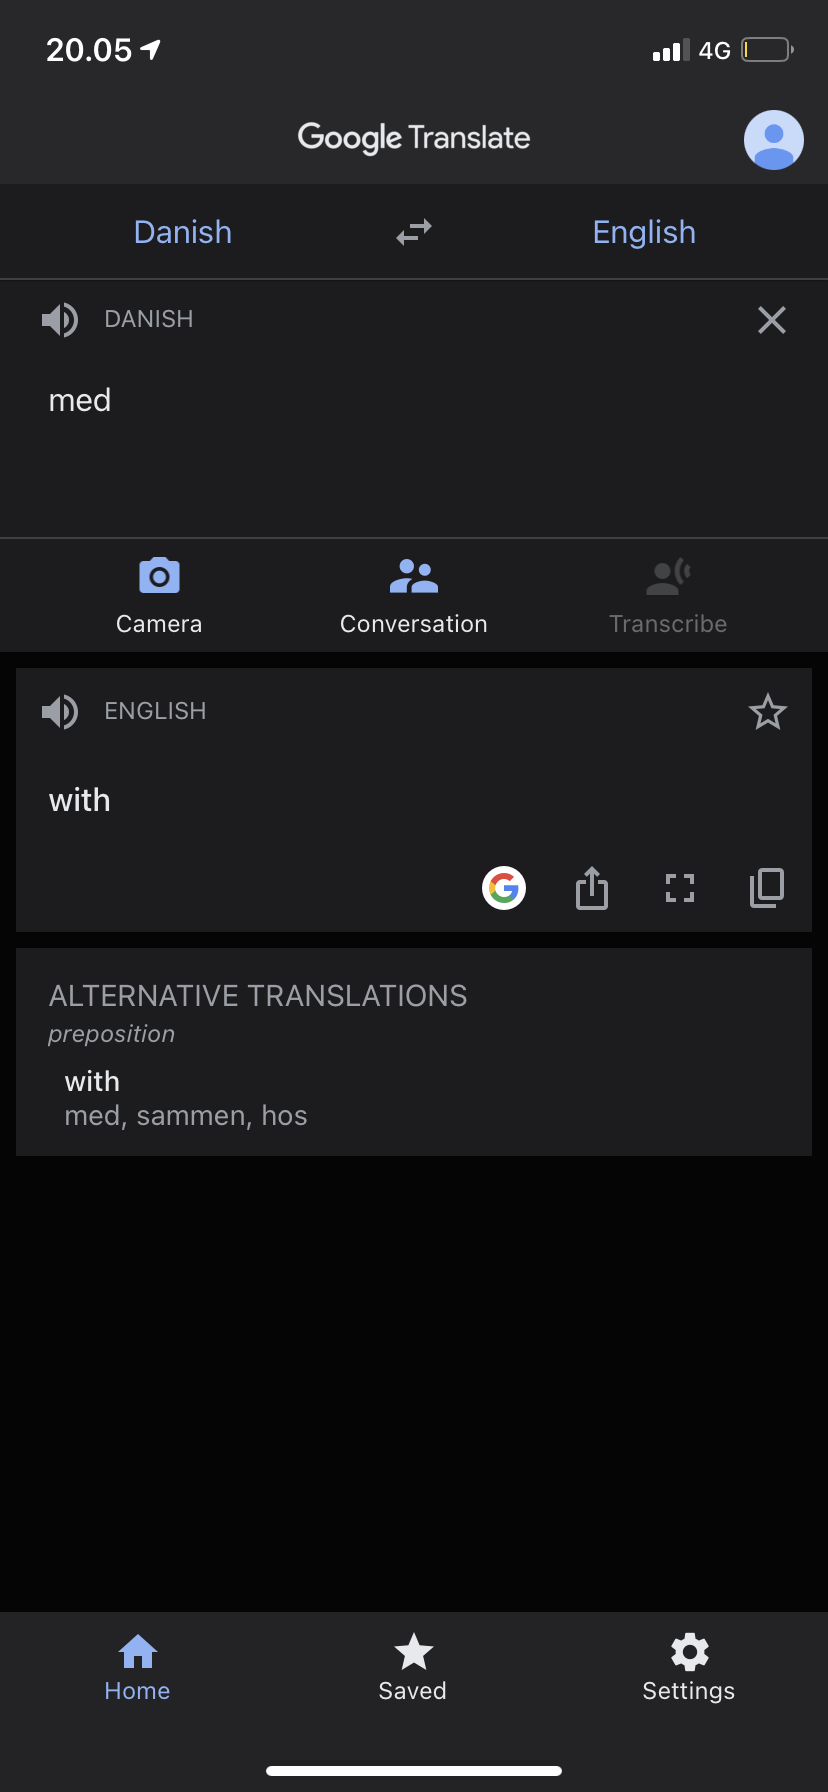 20.05 4G
Google Translate
Danish English
DANISH
med
Camera Conversation Transcribe
ENGLISH
with
ALTERNATIVE TRANSLATIONS
preposition
with
med, sammen, hos
Home Saved Settings